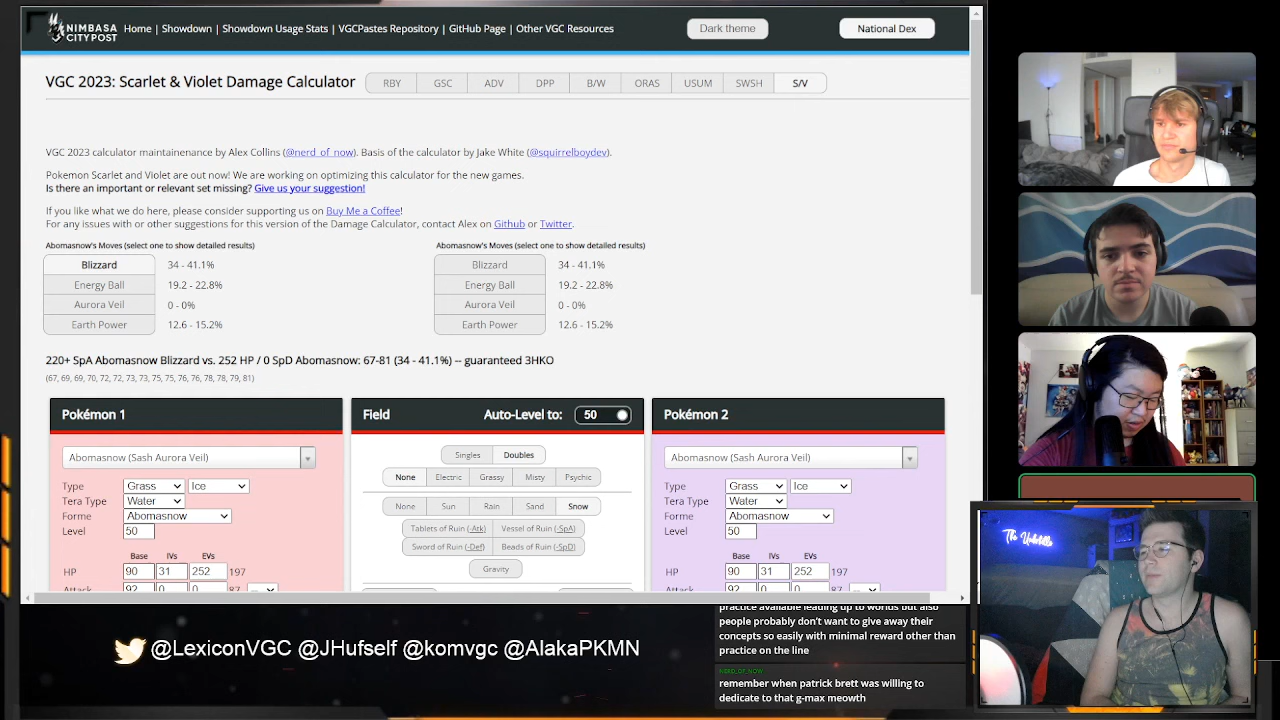 NIMBASA
CITY POST
Home | Showdown | Showdown Usage Stats | VGCPastes Repository | GitHub Page | Other VGC Resources
Dark theme
National Dex
VGC 2023: Scarlet & Violet Damage Calculator
RBY GSC ADV DPP B/W ORAS USUM SWSH S/V
VGC 2023 calculator maintainenance by Alex Collins (@nerd_of_now). Basis of the calculator by Jake White (@squirrelboydev).
Pokemon Scarlet and Violet are out now! We are working on optimizing this calculator for the new games.
Is there an important or relevant set missing? Give us your suggestion!
If you like what we do here, please consider supporting us on Buy Me a Coffee!
For any issues with or other suggestions for this version of the Damage Calculator, contact Alex on Github or Twitter.
Abomasnow's Moves (select one to show detailed results)
Blizzard 34 - 41.1%
Energy Ball 19.2 - 22.8%
Aurora Veil 0 - 0%
Earth Power 12.6 - 15.2%
Abomasnow's Moves (select one to show detailed results)
Blizzard 34 - 41.1%
Energy Ball 19.2 - 22.8%
Aurora Veil 0 - 0%
Earth Power 12.6 - 15.2%
220+ SpA Abomasnow Blizzard vs. 252 HP / 0 SpD Abomasnow: 67-81 (34 - 41.1%) -- guaranteed 3HKO
(67, 69, 69, 70, 72, 72, 73, 73, 75, 75, 76, 76, 78, 78, 79, 81)
Pokémon 1
Abomasnow (Sash Aurora Veil)
Type Grass Ice
Tera Type Water
Forme Abomasnow
Level 50
Base IVs EVs
HP 90 31 252 197
Attack 92 0 0 87 --
Field Auto-Level to: 50
Singles Doubles
None Electric Grassy Misty Psychic
None Sun Rain Sand Snow
Tablets of Ruin (-Atk) Vessel of Ruin (-SpA)
Sword of Ruin (-Def) Beads of Ruin (-SpD)
Gravity
Pokémon 2
Abomasnow (Sash Aurora Veil)
Type Grass Ice
Tera Type Water
Forme Abomasnow
Level 50
Base IVs EVs
HP 90 31 252 197
Attack 92 0 0 87 --
@LexiconVGC @JHufself @komvgc @AlakaPKMN
practice available leading up to worlds but also
people probably don't want to give away their
concepts so easily with minimal reward other than
practice on the line
NERD_OF_NOW
remember when patrick brett was willing to
dedicate to that g-max meowth